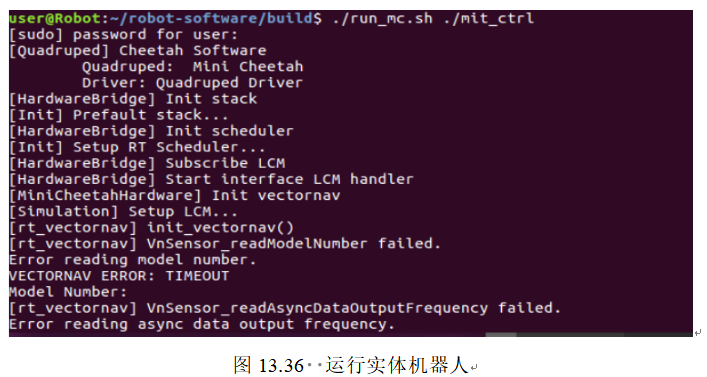 user@Robot:~/robot-software/build$ ./run_mc.sh ./mit_ctrl
[sudo] password for user:
[Quadruped] Cheetah Software
        Quadruped:  Mini Cheetah
        Driver: Quadruped Driver
[HardwareBridge] Init stack
[Init] Prefault stack...
[HardwareBridge] Init scheduler
[Init] Setup RT Scheduler...
[HardwareBridge] Subscribe LCM
[HardwareBridge] Start interface LCM handler
[MiniCheetahHardware] Init vectornav
[Simulation] Setup LCM...
[rt_vectornav] init_vectornav()
[rt_vectornav] VnSensor_readModelNumber failed.
Error reading model number.
VECTORNAV ERROR: TIMEOUT
Model Number:
[rt_vectornav] VnSensor_readAsyncDataOutputFrequency failed.
Error reading async data output frequency.
图 13.36··运行实体机器人